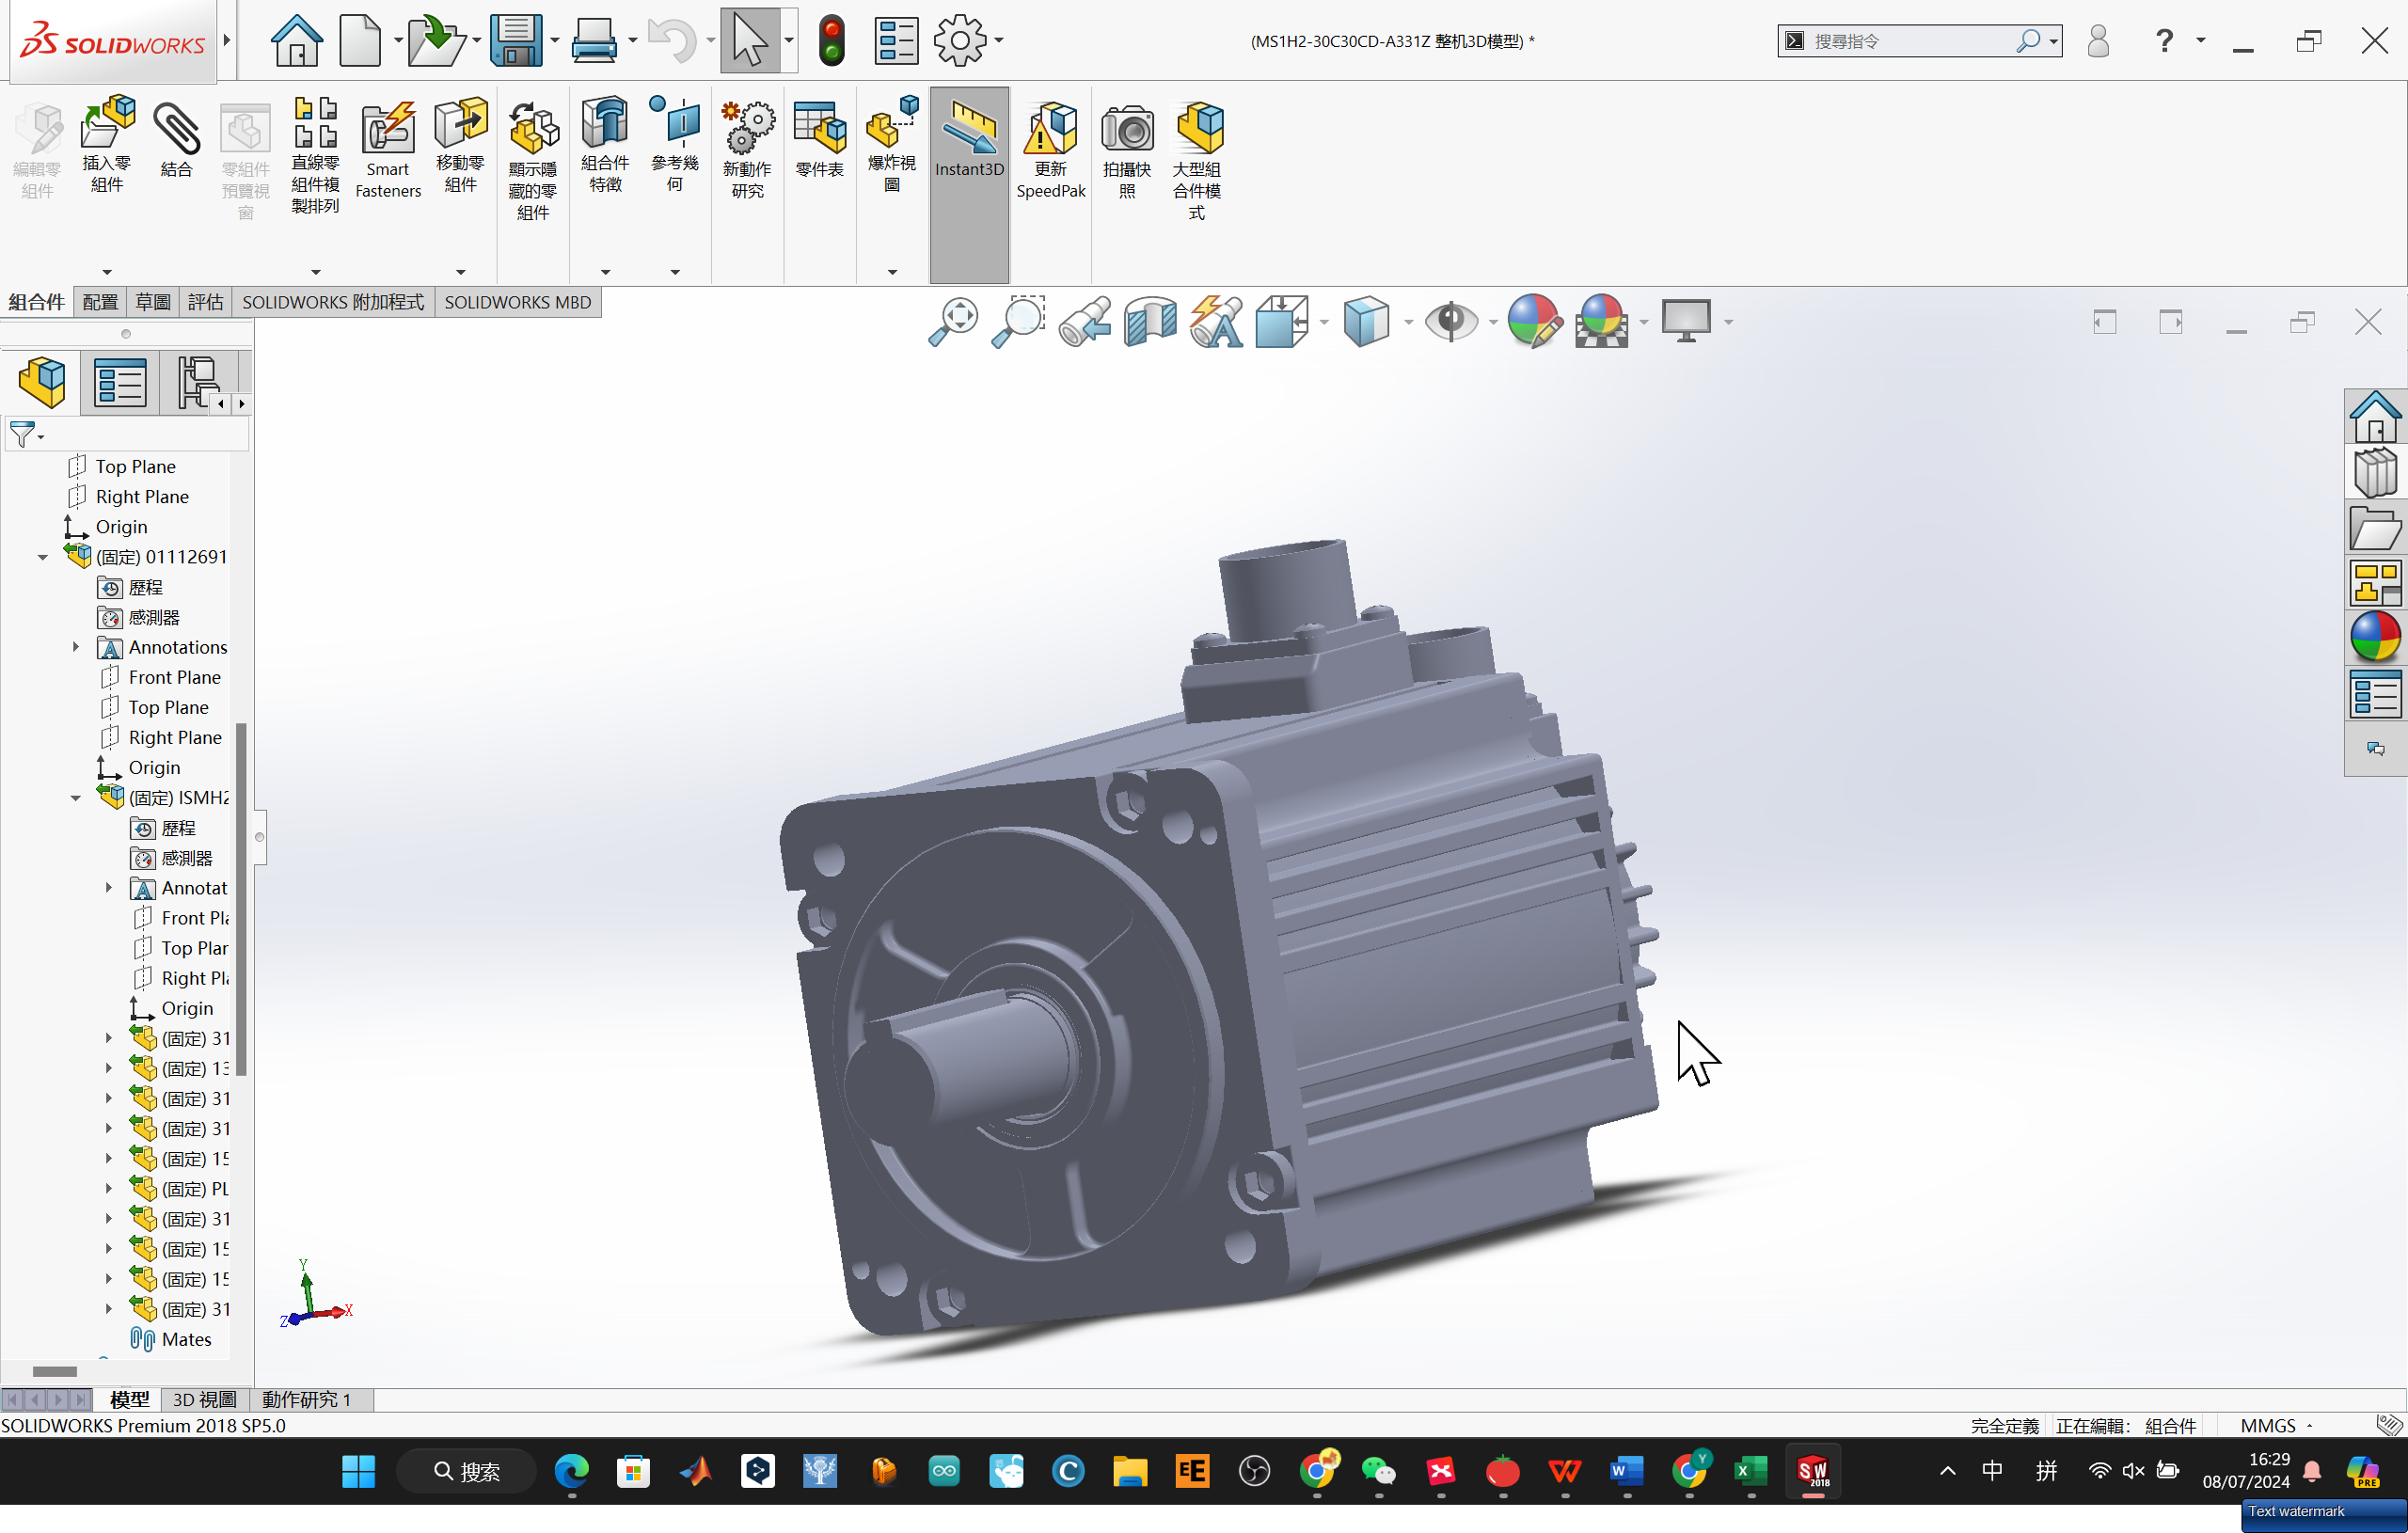 SOLIDWORKS
(MS1H2-30C30CD-A331Z 整机3D模型) *
搜尋指令
編輯零組件
插入零組件
結合
零組件預覽視窗
直線零組件複製排列
Smart Fasteners
移動零組件
顯示隱藏的零組件
組合件特徵
參考幾何
新動作研究
零件表
爆炸視圖
Instant3D
更新 SpeedPak
拍攝快照
大型組合件模式
組合件 配置 草圖 評估 SOLIDWORKS 附加程式 SOLIDWORKS MBD
Top Plane
Right Plane
Origin
(固定) 01112691
歷程
感測器
Annotations
Front Plane
Top Plane
Right Plane
Origin
(固定) ISMH2
歷程
感測器
Annotat
Front Pla
Top Plar
Right Pla
Origin
(固定) 31
(固定) 13
(固定) 31
(固定) 31
(固定) 15
(固定) PL
(固定) 31
(固定) 15
(固定) 15
(固定) 31
Mates
Y
X
Z
模型 3D 視圖 動作研究 1
SOLIDWORKS Premium 2018 SP5.0
完全定義 正在編輯: 組合件 MMGS
搜索
EE
SW
2018
中 拼
16:29
08/07/2024
PRE
Text watermark